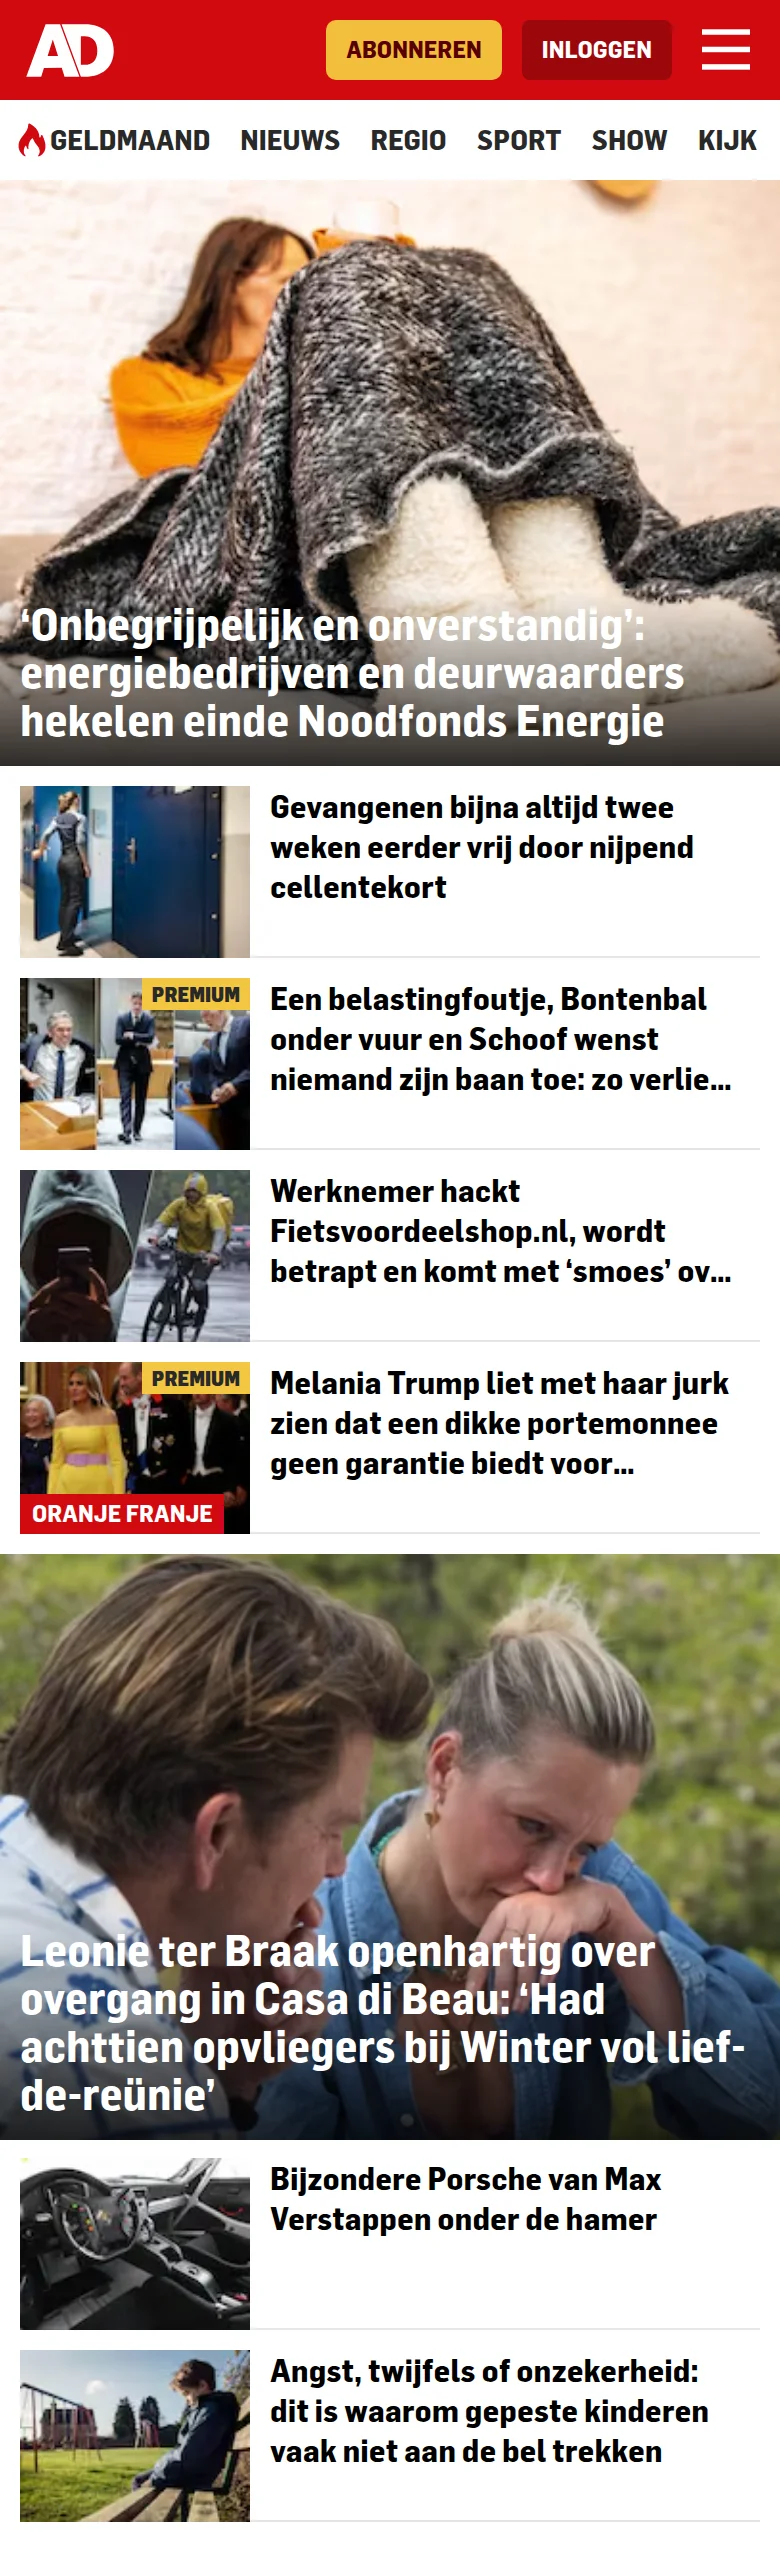 AD
ABONNEREN
INLOGGEN
GELDMAAND
NIEUWS
REGIO
SPORT
SHOW
KIJK
‘Onbegrijpelijk en onverstandig’:
energiebedrijven en deurwaarders
hekelen einde Noodfonds Energie
Gevangenen bijna altijd twee
weken eerder vrij door nijpend
cellentekort
PREMIUM
Een belastingfoutje, Bontenbal
onder vuur en Schoof wenst
niemand zijn baan toe: zo verlie...
Werknemer hackt
Fietsvoordeelshop.nl, wordt
betrapt en komt met ‘smoes’ ov...
PREMIUM
ORANJE FRANJE
Melania Trump liet met haar jurk
zien dat een dikke portemonnee
geen garantie biedt voor...
Leonie ter Braak openhartig over
overgang in Casa di Beau: ‘Had
achttien opvliegers bij Winter vol lief-
de-reünie’
Bijzondere Porsche van Max
Verstappen onder de hamer
Angst, twijfels of onzekerheid:
dit is waarom gepeste kinderen
vaak niet aan de bel trekken